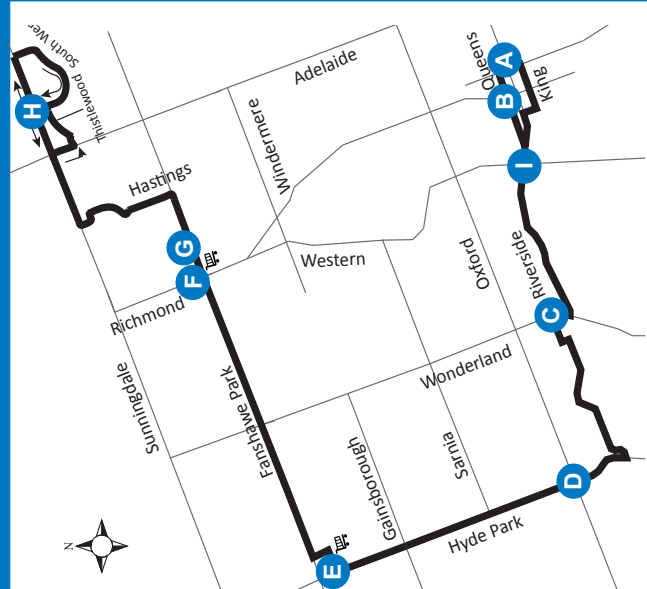 South Wen
Thistlewood
H
Adelaide
Queens
A
B
King
Hastings
Windermere
I
G
F
Western
Richmond
Oxford
Riverside
C
Sunningdale
Fanshawe Park
Wonderland
Gainsborough
Sarnia
D
Hyde Park
E
N